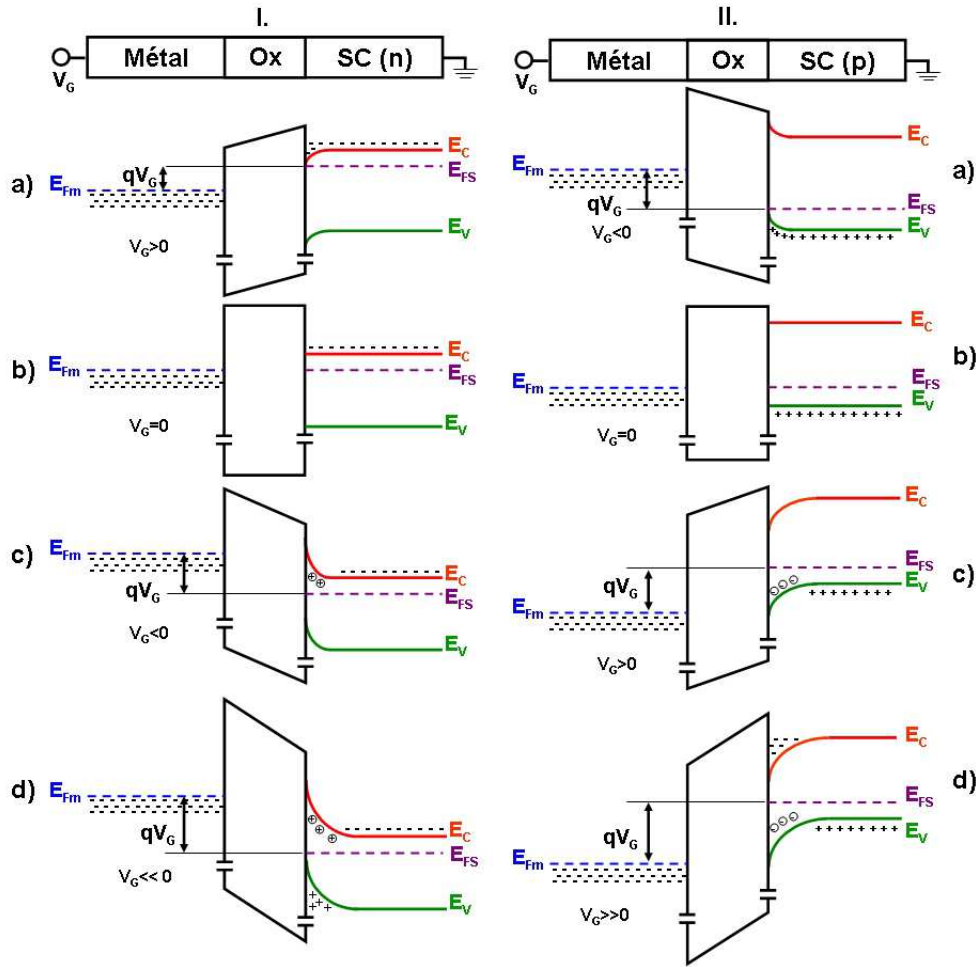 I.
Métal Ox SC (n)
V_G
a)
E_C
E_Fm
qV_G
E_FS
V_G>0
E_V
b)
E_C
E_Fm
E_FS
V_G=0
E_V
c)
E_Fm
E_C
qV_G
E_FS
V_G<0
E_V
d)
E_Fm
E_C
qV_G
E_FS
V_G<< 0
E_V
II.
Métal Ox SC (p)
V_G
a)
E_C
E_Fm
qV_G
E_FS
V_G<0
E_V
b)
E_C
E_Fm
E_FS
E_V
V_G=0
c)
E_C
E_FS
qV_G
E_V
E_Fm
V_G>0
d)
E_C
E_FS
qV_G
E_V
E_Fm
V_G>>0